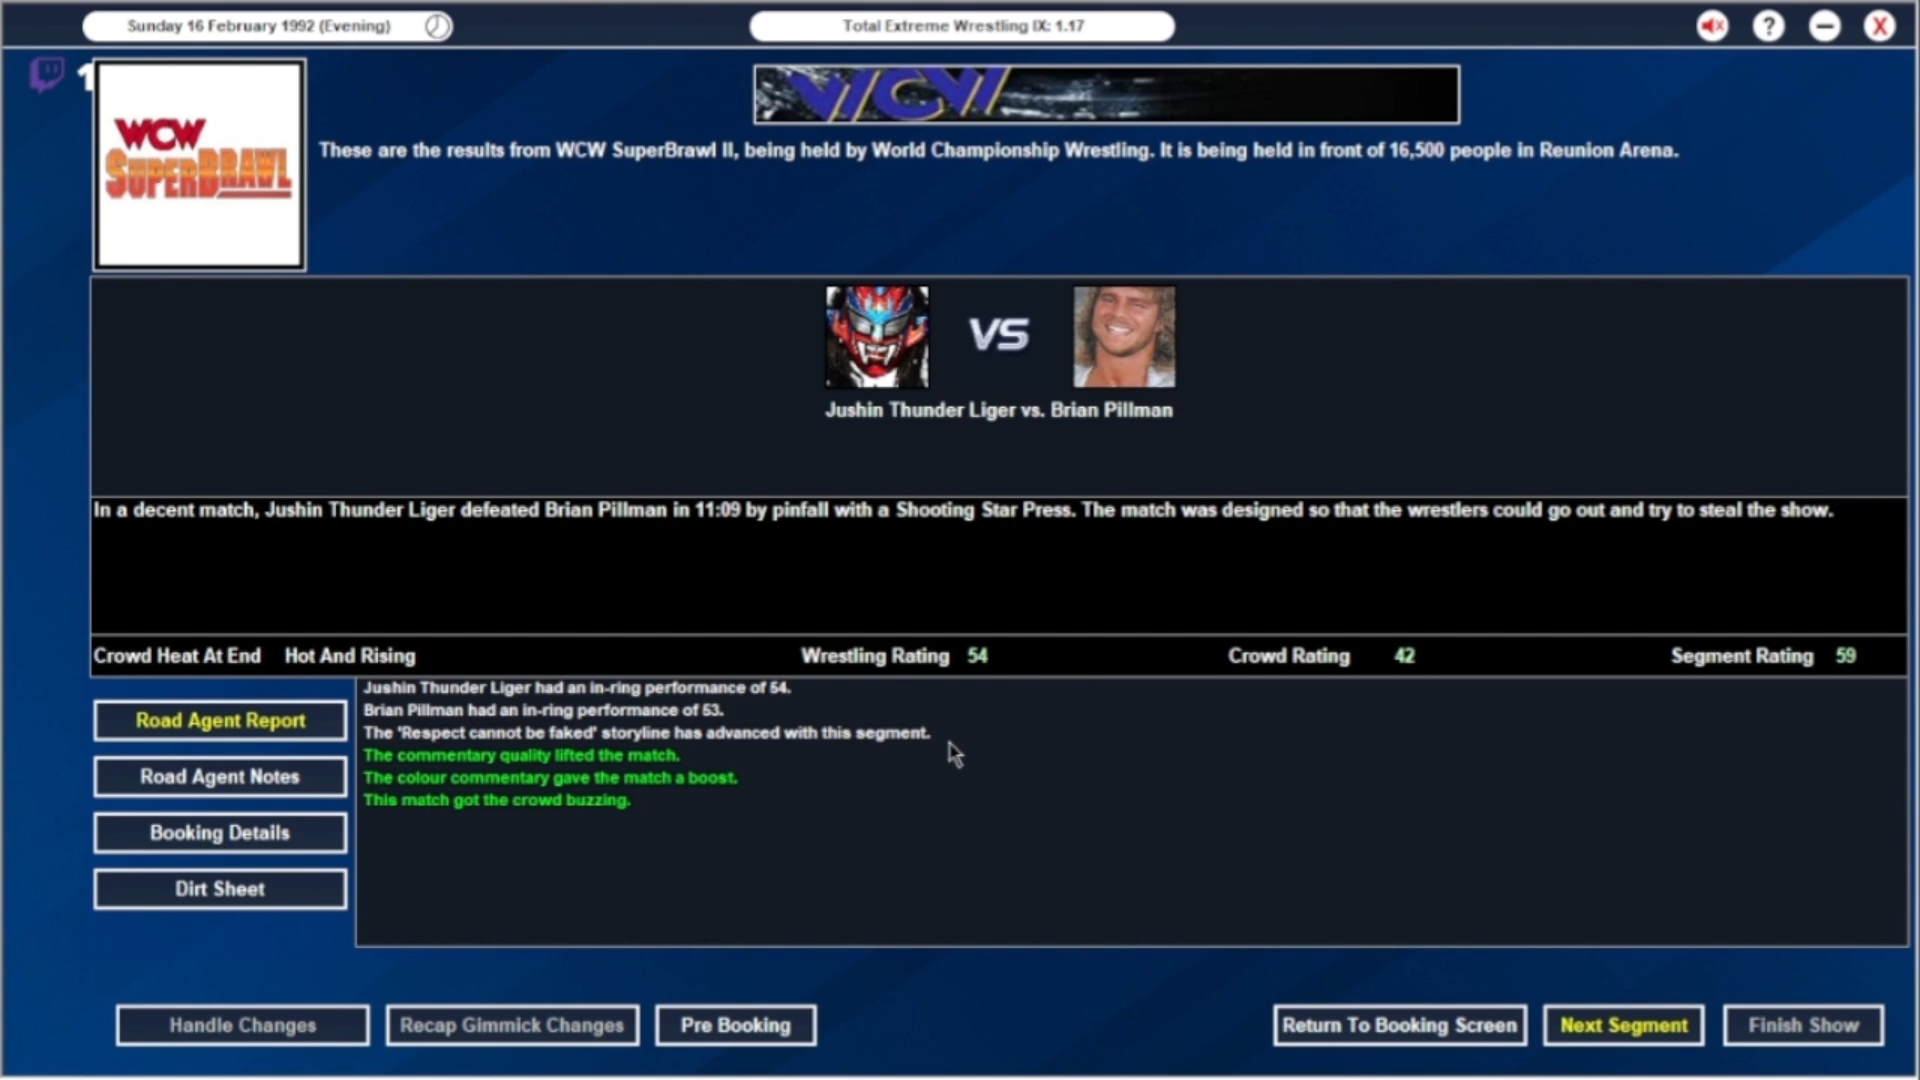 Sunday 16 February 1992 (Evening)
Total Extreme Wrestling IX: 1.17
?
X
1
WCW
SUPERBRAWL
WCW
These are the results from WCW SuperBrawl II, being held by World Championship Wrestling. It is being held in front of 16,500 people in Reunion Arena.
VS
Jushin Thunder Liger vs. Brian Pillman
In a decent match, Jushin Thunder Liger defeated Brian Pillman in 11:09 by pinfall with a Shooting Star Press. The match was designed so that the wrestlers could go out and try to steal the show.
Crowd Heat At End Hot And Rising Wrestling Rating 54 Crowd Rating 42 Segment Rating 59
Jushin Thunder Liger had an in-ring performance of 54.
Brian Pillman had an in-ring performance of 53.
The 'Respect cannot be faked' storyline has advanced with this segment.
The commentary quality lifted the match.
The colour commentary gave the match a boost.
This match got the crowd buzzing.
Road Agent Report
Road Agent Notes
Booking Details
Dirt Sheet
Handle Changes Recap Gimmick Changes Pre Booking Return To Booking Screen Next Segment Finish Show